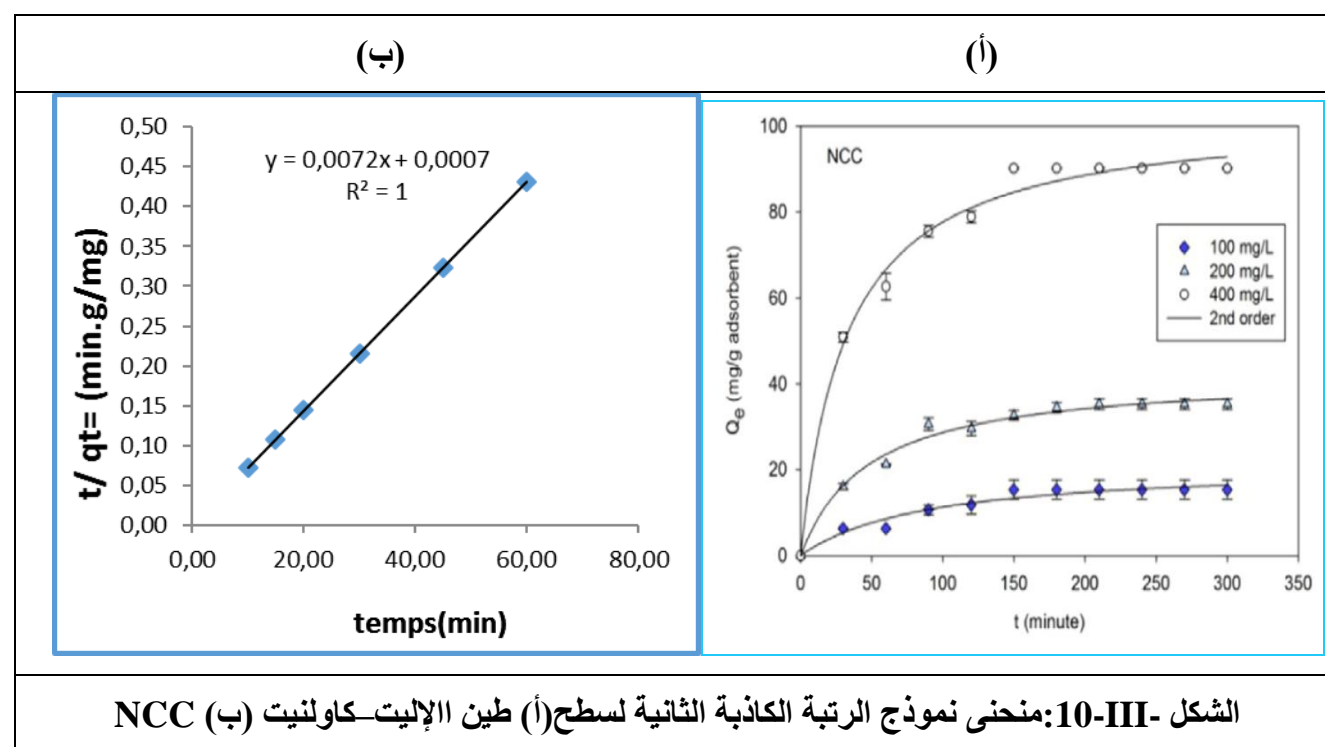 (أ)
(ب)
NCC
100
80
60
40
20
0
0 50 100 150 200 250 300 350
Qe (mg/g adsorbent)
t (minute)
100 mg/L
200 mg/L
400 mg/L
2nd order
0,50
0,45
0,40
0,35
0,30
0,25
0,20
0,15
0,10
0,05
0,00
0,00 20,00 40,00 60,00 80,00
y = 0,0072x + 0,0007
R² = 1
t/ qt= (min.g/mg)
temps(min)
الشكل -10-III:منحنى نموذج الرتبة الكاذبة الثانية لسطح(أ) طين االإليت–كاولنيت (ب) NCC